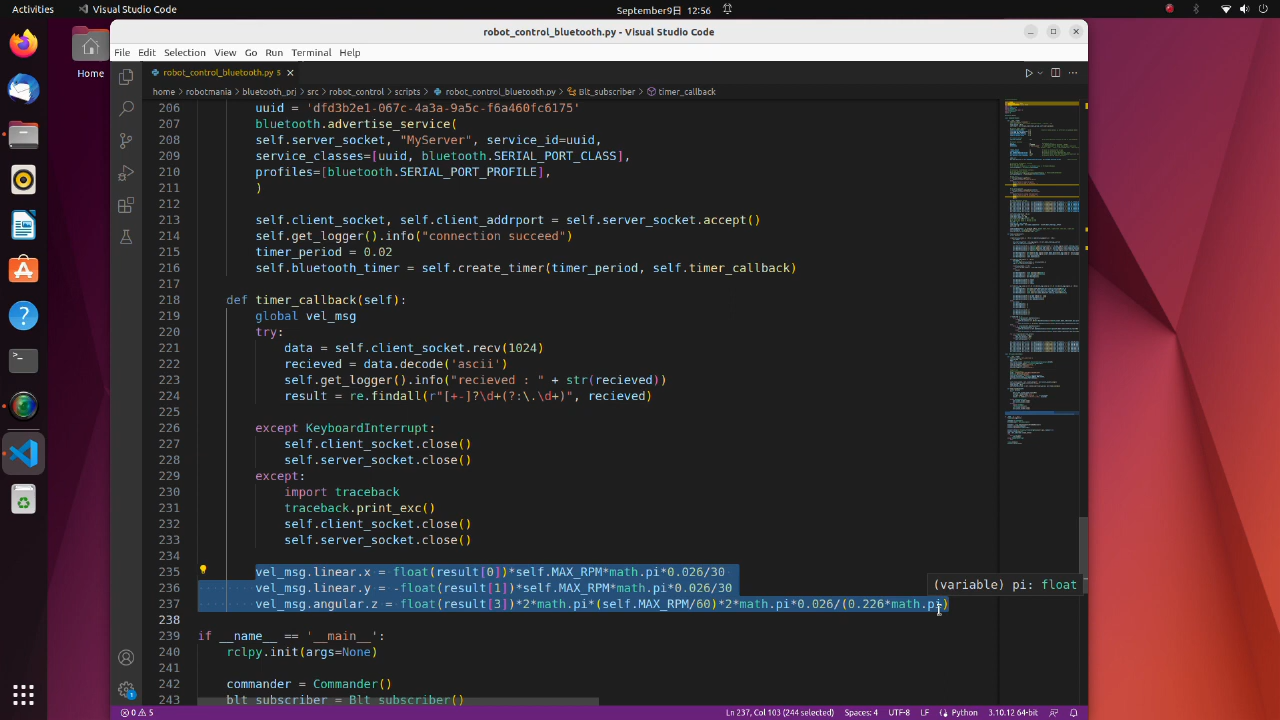 Activities
Visual Studio Code
September9日 12:56
Home
robot_control_bluetooth.py - Visual Studio Code
File Edit Selection View Go Run Terminal Help
robot_control_bluetooth.py 5
home > robotmania > bluetooth_prj > src > robot_control > scripts > robot_control_bluetooth.py > Blt_subscriber > timer_callback
206 uuid = 'dfd3b2e1-067c-4a3a-9a5c-f6a460fc6175'
207 bluetooth.advertise_service(
208 self.server_socket, "MyServer", service_id=uuid,
209 service_classes=[uuid, bluetooth.SERIAL_PORT_CLASS],
210 profiles=[bluetooth.SERIAL_PORT_PROFILE],
211 )
212
213 self.client_socket, self.client_addrport = self.server_socket.accept()
214 self.get_logger().info("connection succeed")
215 timer_period = 0.02
216 self.bluetooth_timer = self.create_timer(timer_period, self.timer_callback)
217
218 def timer_callback(self):
219 global vel_msg
220 try:
221 data = self.client_socket.recv(1024)
222 recieved = data.decode('ascii')
223 self.get_logger().info("recieved : " + str(recieved))
224 result = re.findall(r"[+-]?\d+(?:\.\d+)", recieved)
225
226 except KeyboardInterrupt:
227 self.client_socket.close()
228 self.server_socket.close()
229 except:
230 import traceback
231 traceback.print_exc()
232 self.client_socket.close()
233 self.server_socket.close()
234
235 vel_msg.linear.x = float(result[0])*self.MAX_RPM*math.pi*0.026/30
236 vel_msg.linear.y = -float(result[1])*self.MAX_RPM*math.pi*0.026/30
(variable) pi: float
237 vel_msg.angular.z = float(result[3])*2*math.pi*(self.MAX_RPM/60)*2*math.pi*0.026/(0.226*math.pi)
238
239 if __name__ == '__main__':
240 rclpy.init(args=None)
241
242 commander = Commander()
243 blt_subscriber = Blt_subscriber()
0 5
Ln 237, Col 103 (244 selected) Spaces: 4 UTF-8 LF Python 3.10.12 64-bit